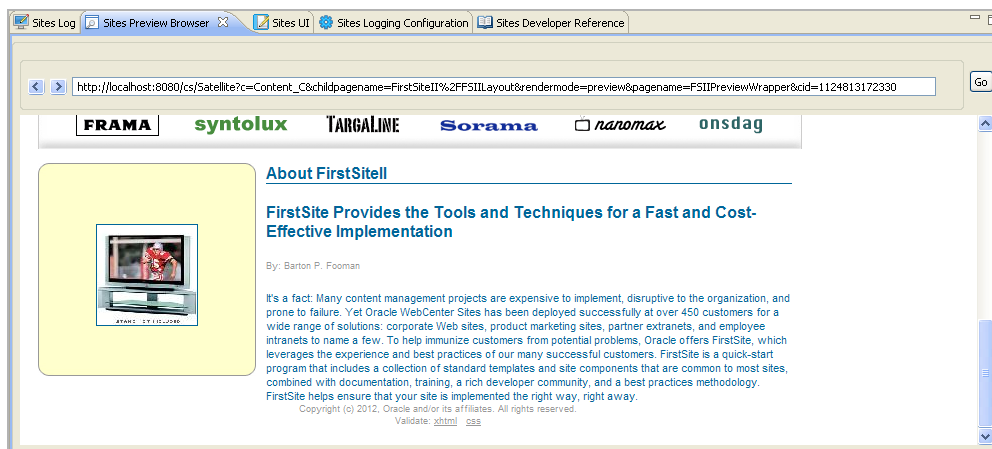 Sites Log Sites Preview Browser Sites UI Sites Logging Configuration Sites Developer Reference
http://localhost:8080/cs/Satellite?c=Content_C&childpagename=FirstSiteII%2FFSIILayout&rendermode=preview&pagename=FSIIPreviewWrapper&cid=1124813172330 Go
FRAMA syntolux TARGALINE Sorama nanomax onsdag
About FirstSiteII
FirstSite Provides the Tools and Techniques for a Fast and Cost-
Effective Implementation
By: Barton P. Fooman
STAND NOT INCLUDED
It's a fact: Many content management projects are expensive to implement, disruptive to the organization, and
prone to failure. Yet Oracle WebCenter Sites has been deployed successfully at over 450 customers for a
wide range of solutions: corporate Web sites, product marketing sites, partner extranets, and employee
intranets to name a few. To help immunize customers from potential problems, Oracle offers FirstSite, which
leverages the experience and best practices of our many successful customers. FirstSite is a quick-start
program that includes a collection of standard templates and site components that are common to most sites,
combined with documentation, training, a rich developer community, and a best practices methodology.
FirstSite helps ensure that your site is implemented the right way, right away.
Copyright (c) 2012, Oracle and/or its affiliates. All rights reserved.
Validate: xhtml css